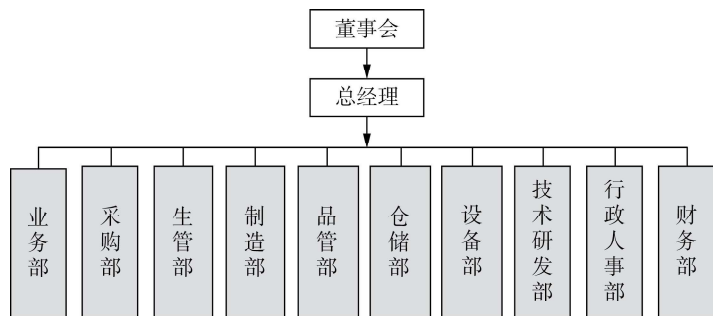 董事会
总经理
业务部
采购部
生管部
制造部
品管部
仓储部
设备部
技术研发部
行政人事部
财务部